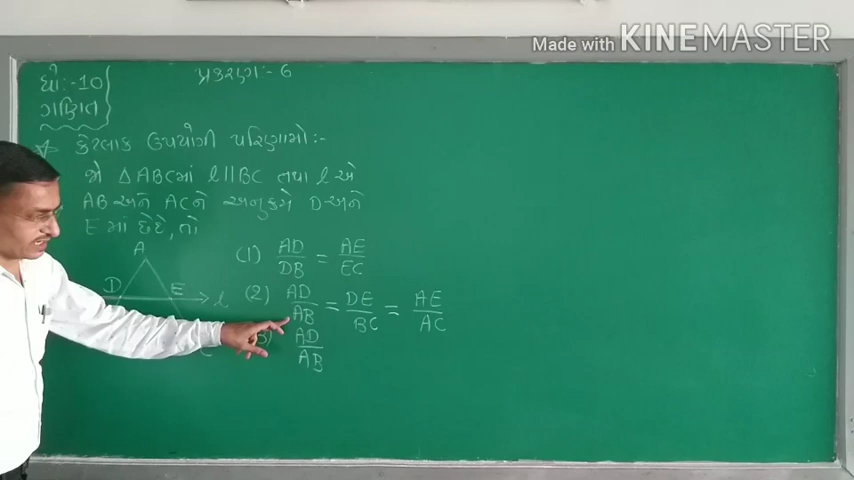 Made with KINEMASTER
ધો:-10
ગણિત
પ્રકરણ:- 6
કેટલાક ઉપયોગી પરિણામો :-
જો △ABCમાં l||BC તથા l એ
AB અને ACને અનુક્રમે D અને
E માં છેદે, તો
A
D E l
C
(1) AD/DB = AE/EC
(2) AD/AB = DE/BC = AE/AC
3) AD/AB